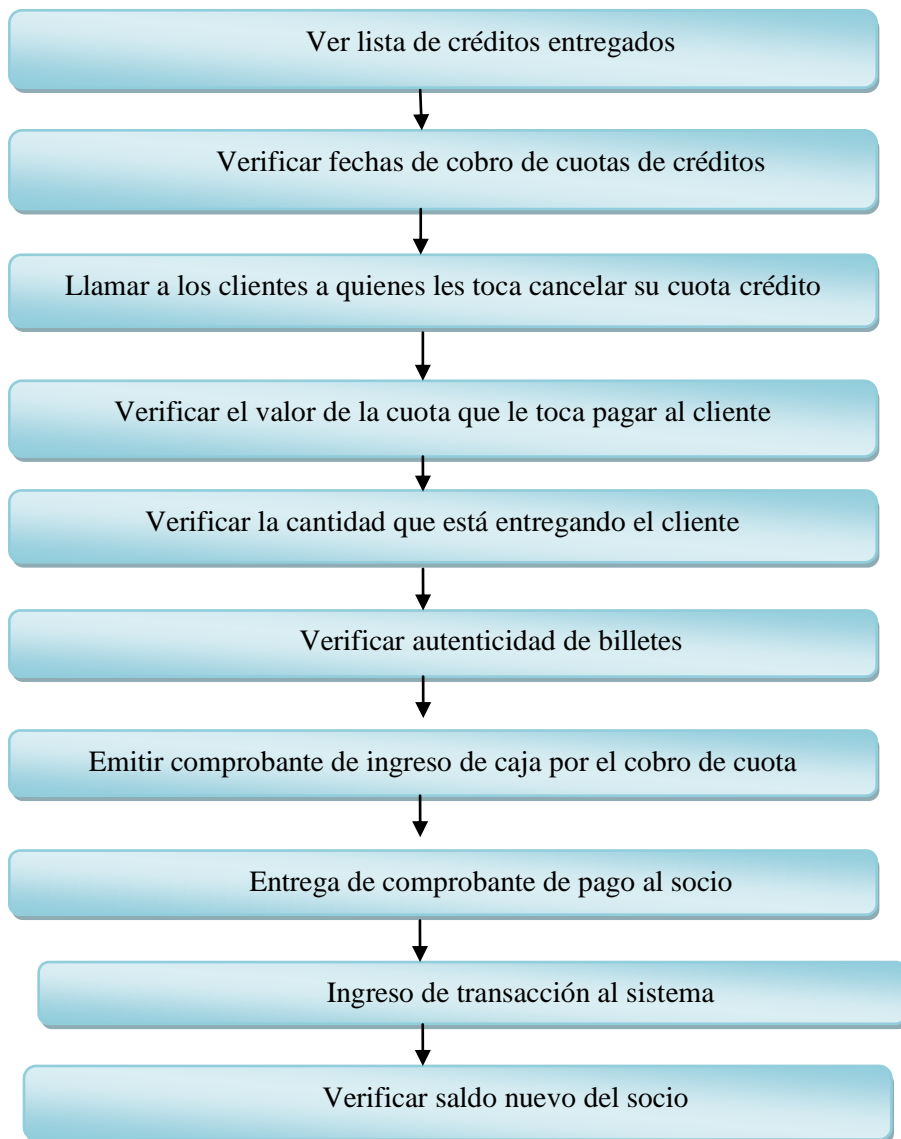 Ver lista de créditos entregados
Verificar fechas de cobro de cuotas de créditos
Llamar a los clientes a quienes les toca cancelar su cuota crédito
Verificar el valor de la cuota que le toca pagar al cliente
Verificar la cantidad que está entregando el cliente
Verificar autenticidad de billetes
Emitir comprobante de ingreso de caja por el cobro de cuota
Entrega de comprobante de pago al socio
Ingreso de transacción al sistema
Verificar saldo nuevo del socio